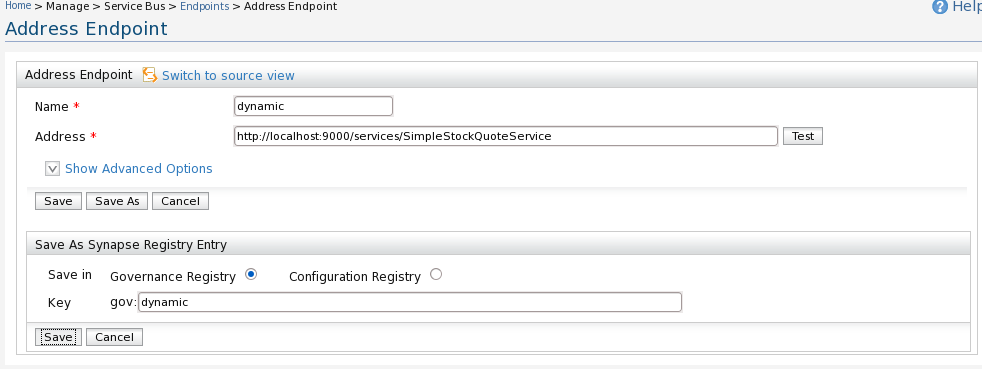 Home > Manage > Service Bus > Endpoints > Address Endpoint
Help
Address Endpoint
Address Endpoint Switch to source view
Name * dynamic
Address * http://localhost:9000/services/SimpleStockQuoteService Test
Show Advanced Options
Save Save As Cancel
Save As Synapse Registry Entry
Save in Governance Registry Configuration Registry
Key gov: dynamic
Save Cancel